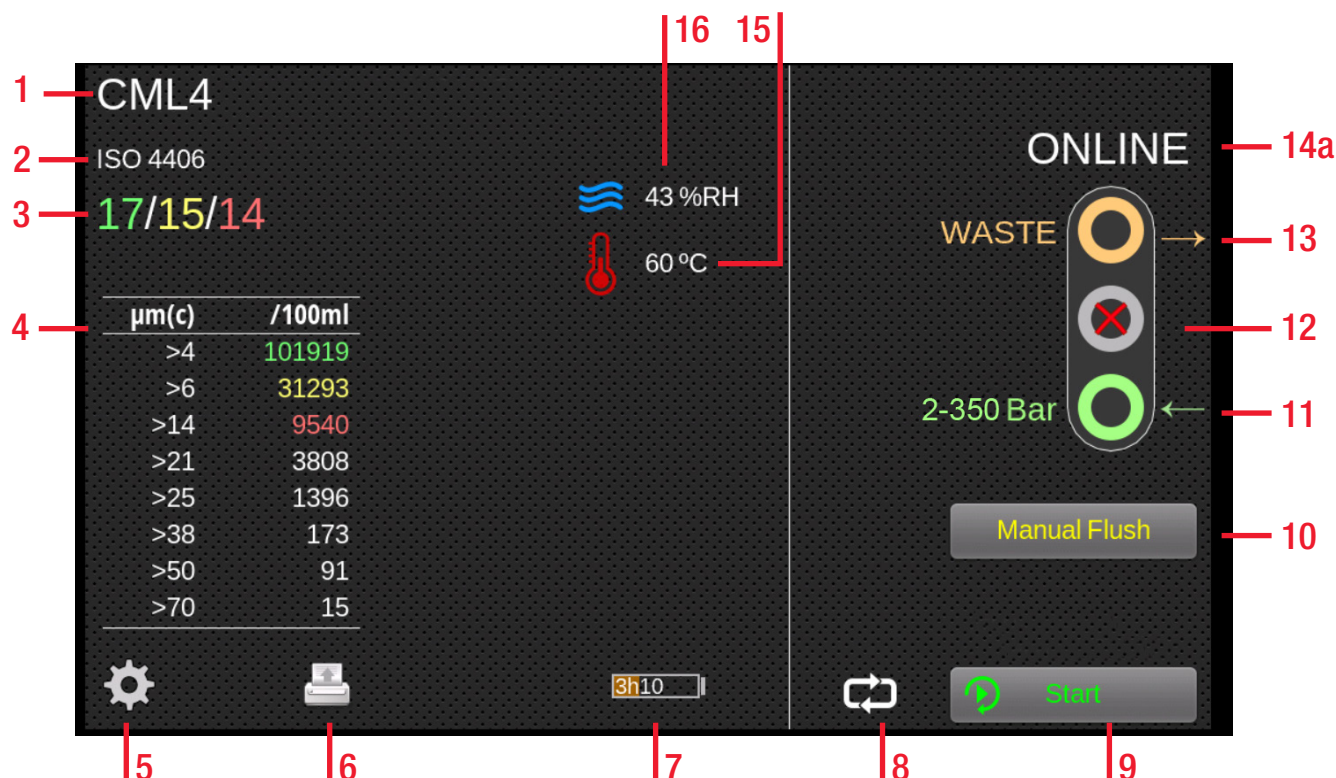 16 15
1 CML4
2 ISO 4406
3 17/15/14
43 %RH
60 ºC
ONLINE 14a
WASTE → 13
12
2-350 Bar ← 11
Manual Flush 10
4 µm(c) /100ml
>4 101919
>6 31293
>14 9540
>21 3808
>25 1396
>38 173
>50 91
>70 15
3h10
Start
5 6 7 8 9